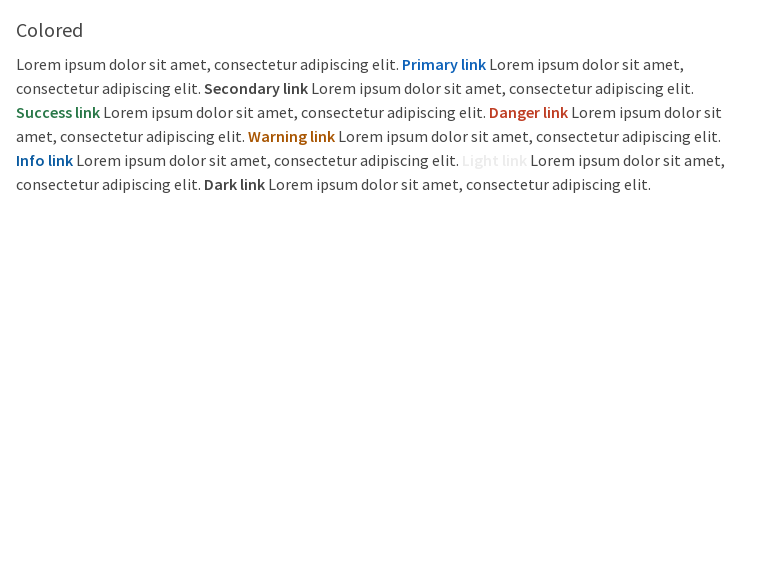 Colored
Lorem ipsum dolor sit amet, consectetur adipiscing elit. Primary link Lorem ipsum dolor sit amet,
consectetur adipiscing elit. Secondary link Lorem ipsum dolor sit amet, consectetur adipiscing elit.
Success link Lorem ipsum dolor sit amet, consectetur adipiscing elit. Danger link Lorem ipsum dolor sit
amet, consectetur adipiscing elit. Warning link Lorem ipsum dolor sit amet, consectetur adipiscing elit.
Info link Lorem ipsum dolor sit amet, consectetur adipiscing elit. Light link Lorem ipsum dolor sit amet,
consectetur adipiscing elit. Dark link Lorem ipsum dolor sit amet, consectetur adipiscing elit.